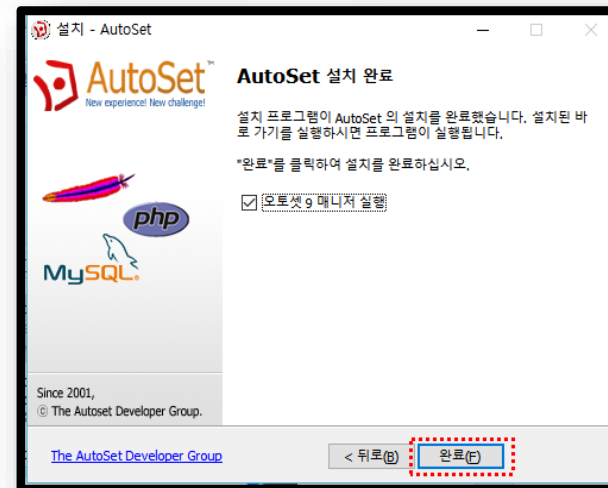 설치 - AutoSet
AutoSet™
New experience! New challenge!
php
MySQL®
Since 2001,
© The Autoset Developer Group.
AutoSet 설치 완료
설치 프로그램이 AutoSet 의 설치를 완료했습니다. 설치된 바
로 가기를 실행하시면 프로그램이 실행됩니다.
"완료"를 클릭하여 설치를 완료하십시오.
오토셋 9 매니저 실행
The AutoSet Developer Group
< 뒤로(B)
완료(F)